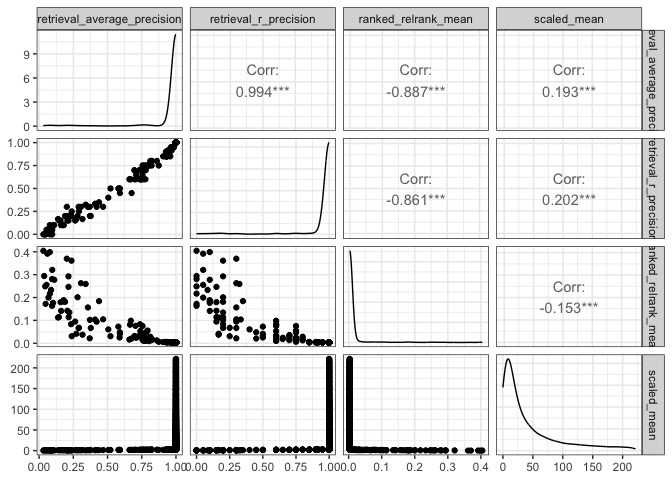 retrieval_average_precision retrieval_r_precision ranked_relrank_mean scaled_mean
9
6
3
0
Corr:
0.994***
Corr:
-0.887***
Corr:
0.193***
1.00
0.75
0.50
0.25
0.00
Corr:
-0.861***
Corr:
0.202***
retrieval_r_precision
0.4
0.3
0.2
0.1
0.0
Corr:
-0.153***
200
150
100
50
0
scaled_mean
0.00 0.25 0.50 0.75 1.00 0.00 0.25 0.50 0.75 1.00 0.0 0.1 0.2 0.3 0.4 0 50 100 150 200